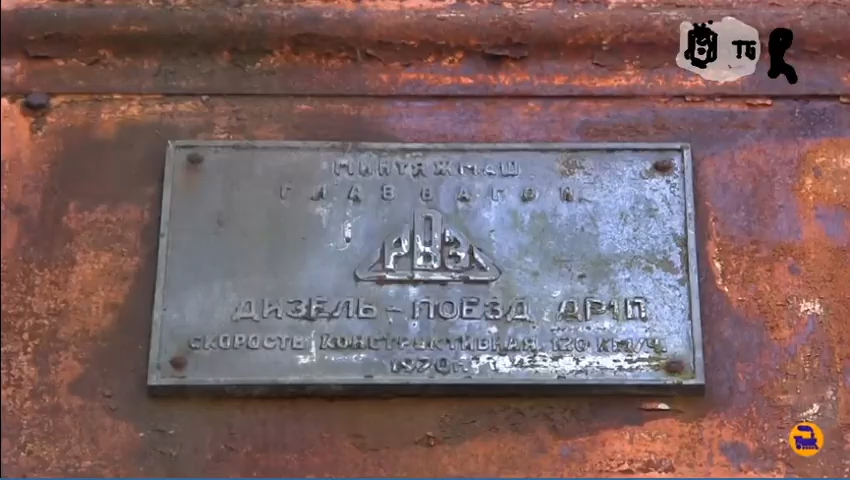 ТБ
МИНТЯЖМАШ
ГЛАВВАГОН
РВЗ
ДИЗЕЛЬ-ПОЕЗД ДР1П
СКОРОСТЬ КОНСТРУКТИВНАЯ 120 КМ/Ч.
1970г.